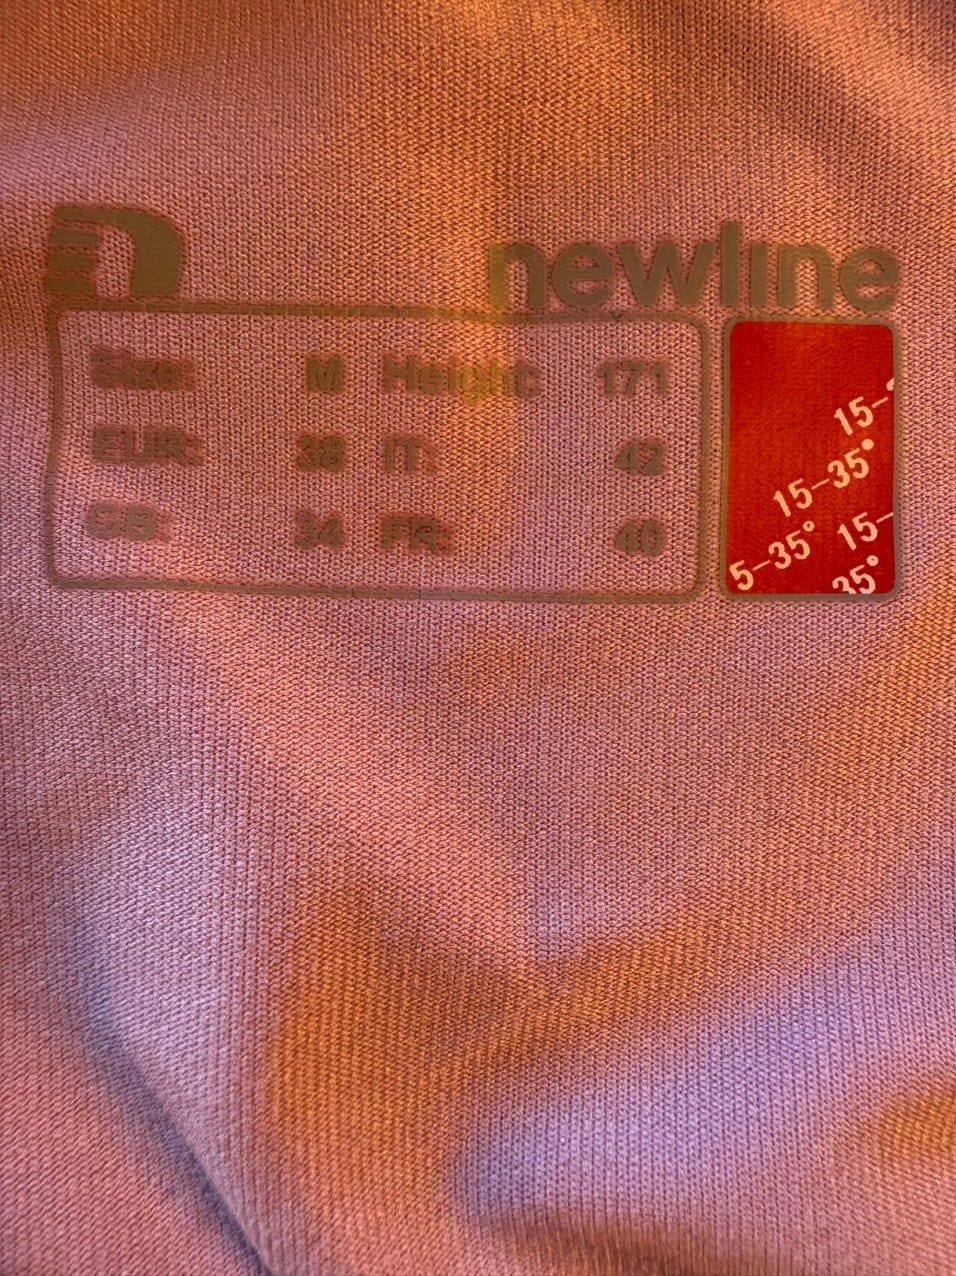 newline
Size: M Height: 171
EUR: 38 IT: 42
GB: 34 FR: 40
15-
15-35°
5-35° 15-
35°